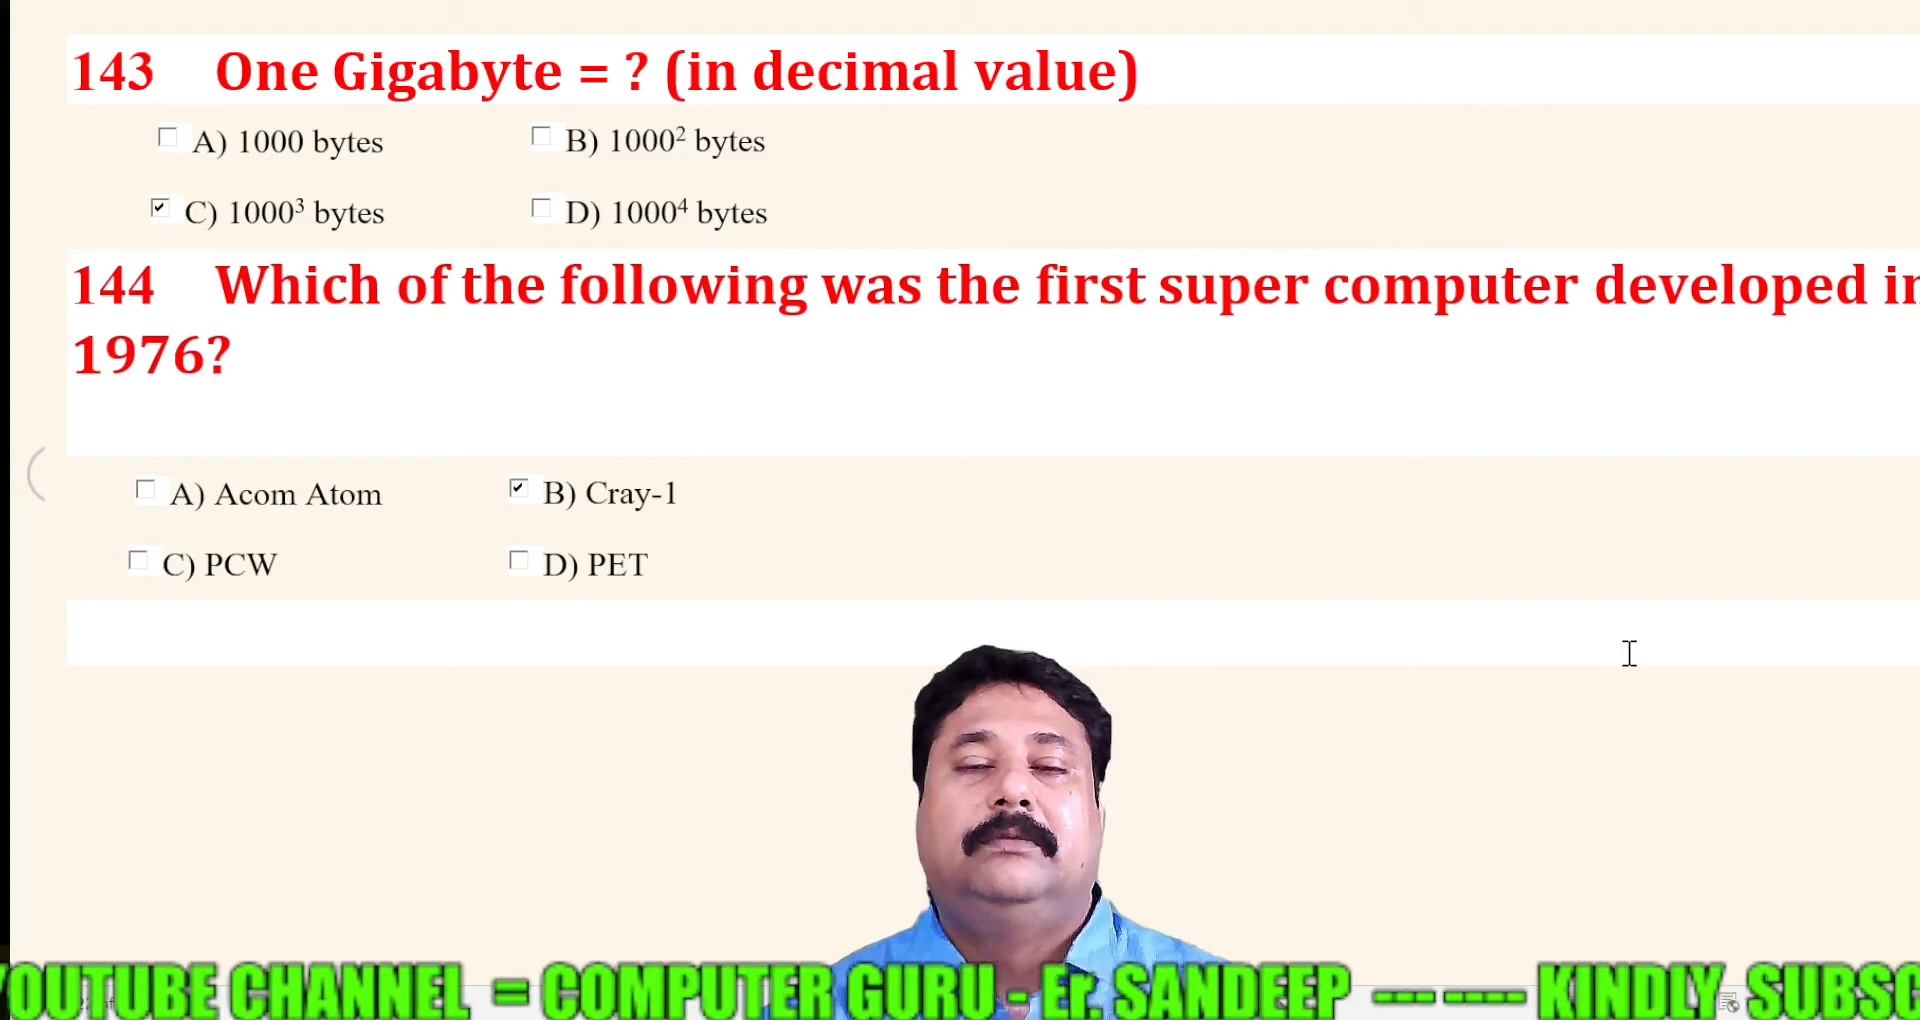 143 One Gigabyte = ? (in decimal value)
A) 1000 bytes B) 1000² bytes
C) 1000³ bytes D) 1000⁴ bytes
144 Which of the following was the first super computer developed in
1976?
A) Acom Atom B) Cray-1
C) PCW D) PET
YOUTUBE CHANNEL = COMPUTER GURU - Er. SANDEEP --- ---- KINDLY SUBSC